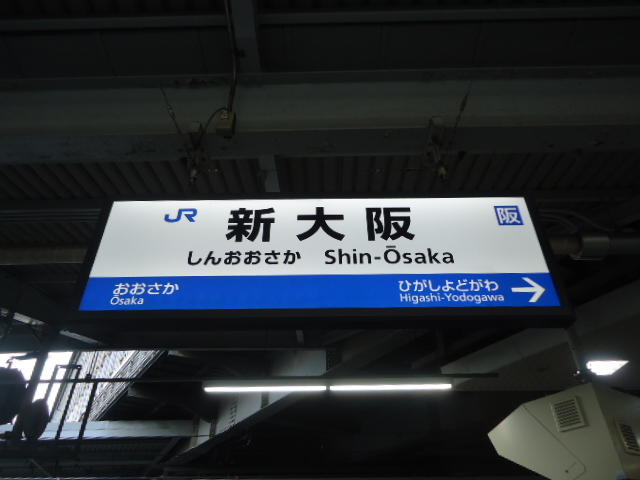 JR 新大阪 阪
しんおおさか Shin-Ōsaka
おおさか ひがしよどがわ
Ōsaka Higashi-Yodogawa